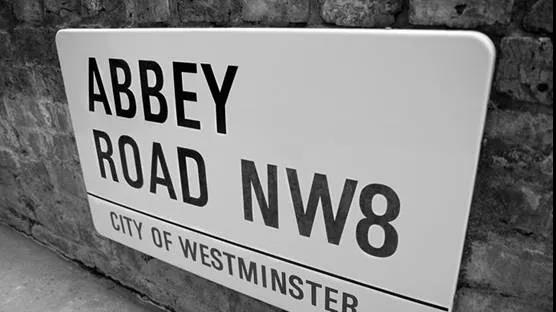 ABBEY
ROAD NW8
CITY OF WESTMINSTER